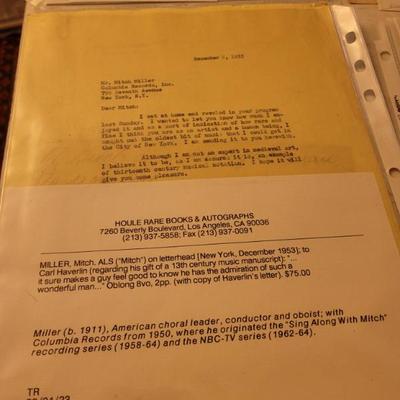 December 8, 1953
Mr. Mitch Miller
Columbia Records, Inc.
799 Seventh Avenue
New York, N.Y.
Dear Mitch:
I sat at home and reveled in your program
last Sunday. I wanted to let you know how much I en-
joyed it and as a sort of indication of how rare and
fine I think you are as an artist and a human being, I
sought out the oldest bit of music that I could get in
the City of New York. I am sending it to you herewith.
Although I am not an expert in medieval art,
I believe it to be, as I am assured it is, an example
of thirteenth century musical notation. I hope it will
give you some pleasure.
HOULE RARE BOOKS & AUTOGRAPHS
7260 Beverly Boulevard, Los Angeles, CA 90036
(213) 937-5858; Fax (213) 937-0091
MILLER, Mitch. ALS ("Mitch") on letterhead [New York, December 1953]; to
Carl Haverlin (regarding his gift of a 13th century music manuscript): "...
it sure makes a guy feel good to know he has the admiration of such a
wonderful man..." Oblong 8vo, 2pp. (with copy of Haverlin's letter). $75.00
Miller (b. 1911), American choral leader, conductor and oboist; with
Columbia Records from 1950, where he originated the "Sing Along With Mitch"
recording series (1958-64) and the NBC-TV series (1962-64).
TR